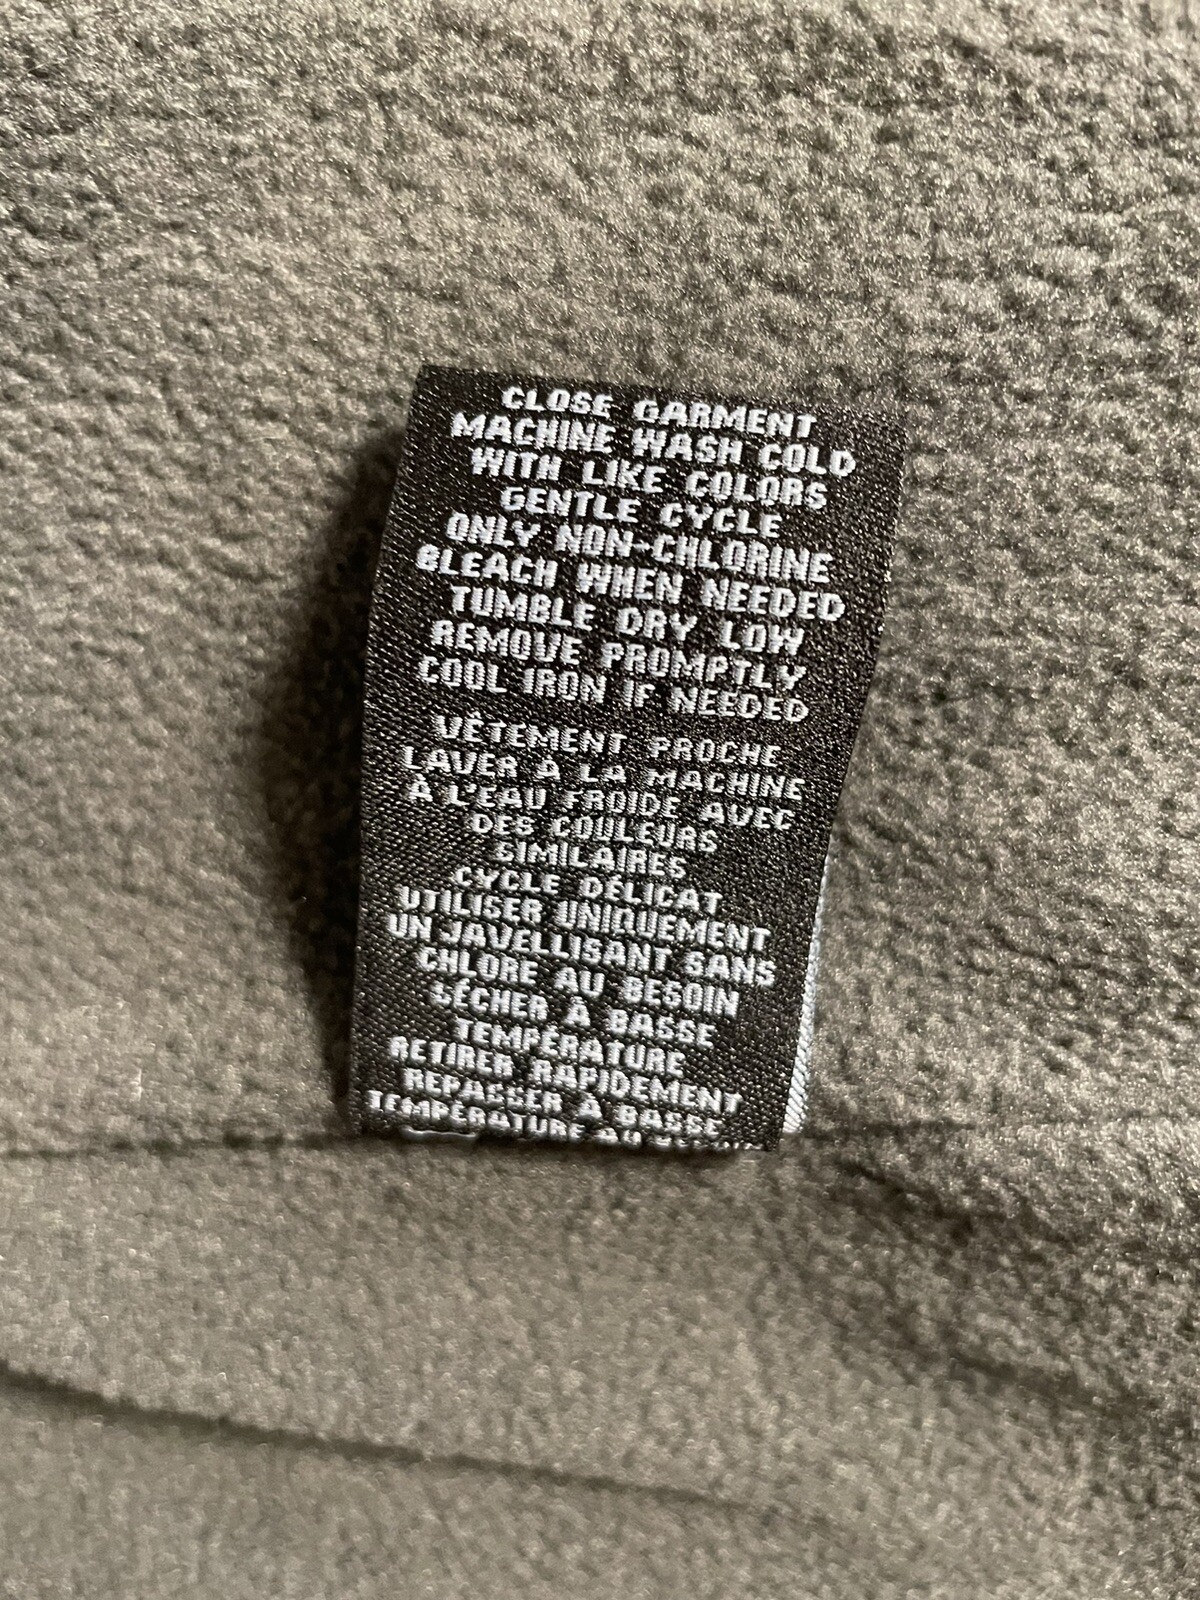 CLOSE GARMENT
MACHINE WASH COLD
WITH LIKE COLORS
GENTLE CYCLE
ONLY NON-CHLORINE
BLEACH WHEN NEEDED
TUMBLE DRY LOW
REMOVE PROMPTLY
COOL IRON IF NEEDED
VÊTEMENT PROCHE
LAVER À LA MACHINE
À L'EAU FROIDE AVEC
DES COULEURS
SIMILAIRES
CYCLE DÉLICAT
UTILISER UNIQUEMENT
UN JAVELLISANT SANS
CHLORE AU BESOIN
SÉCHER À BASSE
TEMPÉRATURE
RETIRER RAPIDEMENT
REPASSER À BASSE
TEMPÉRATURE AU